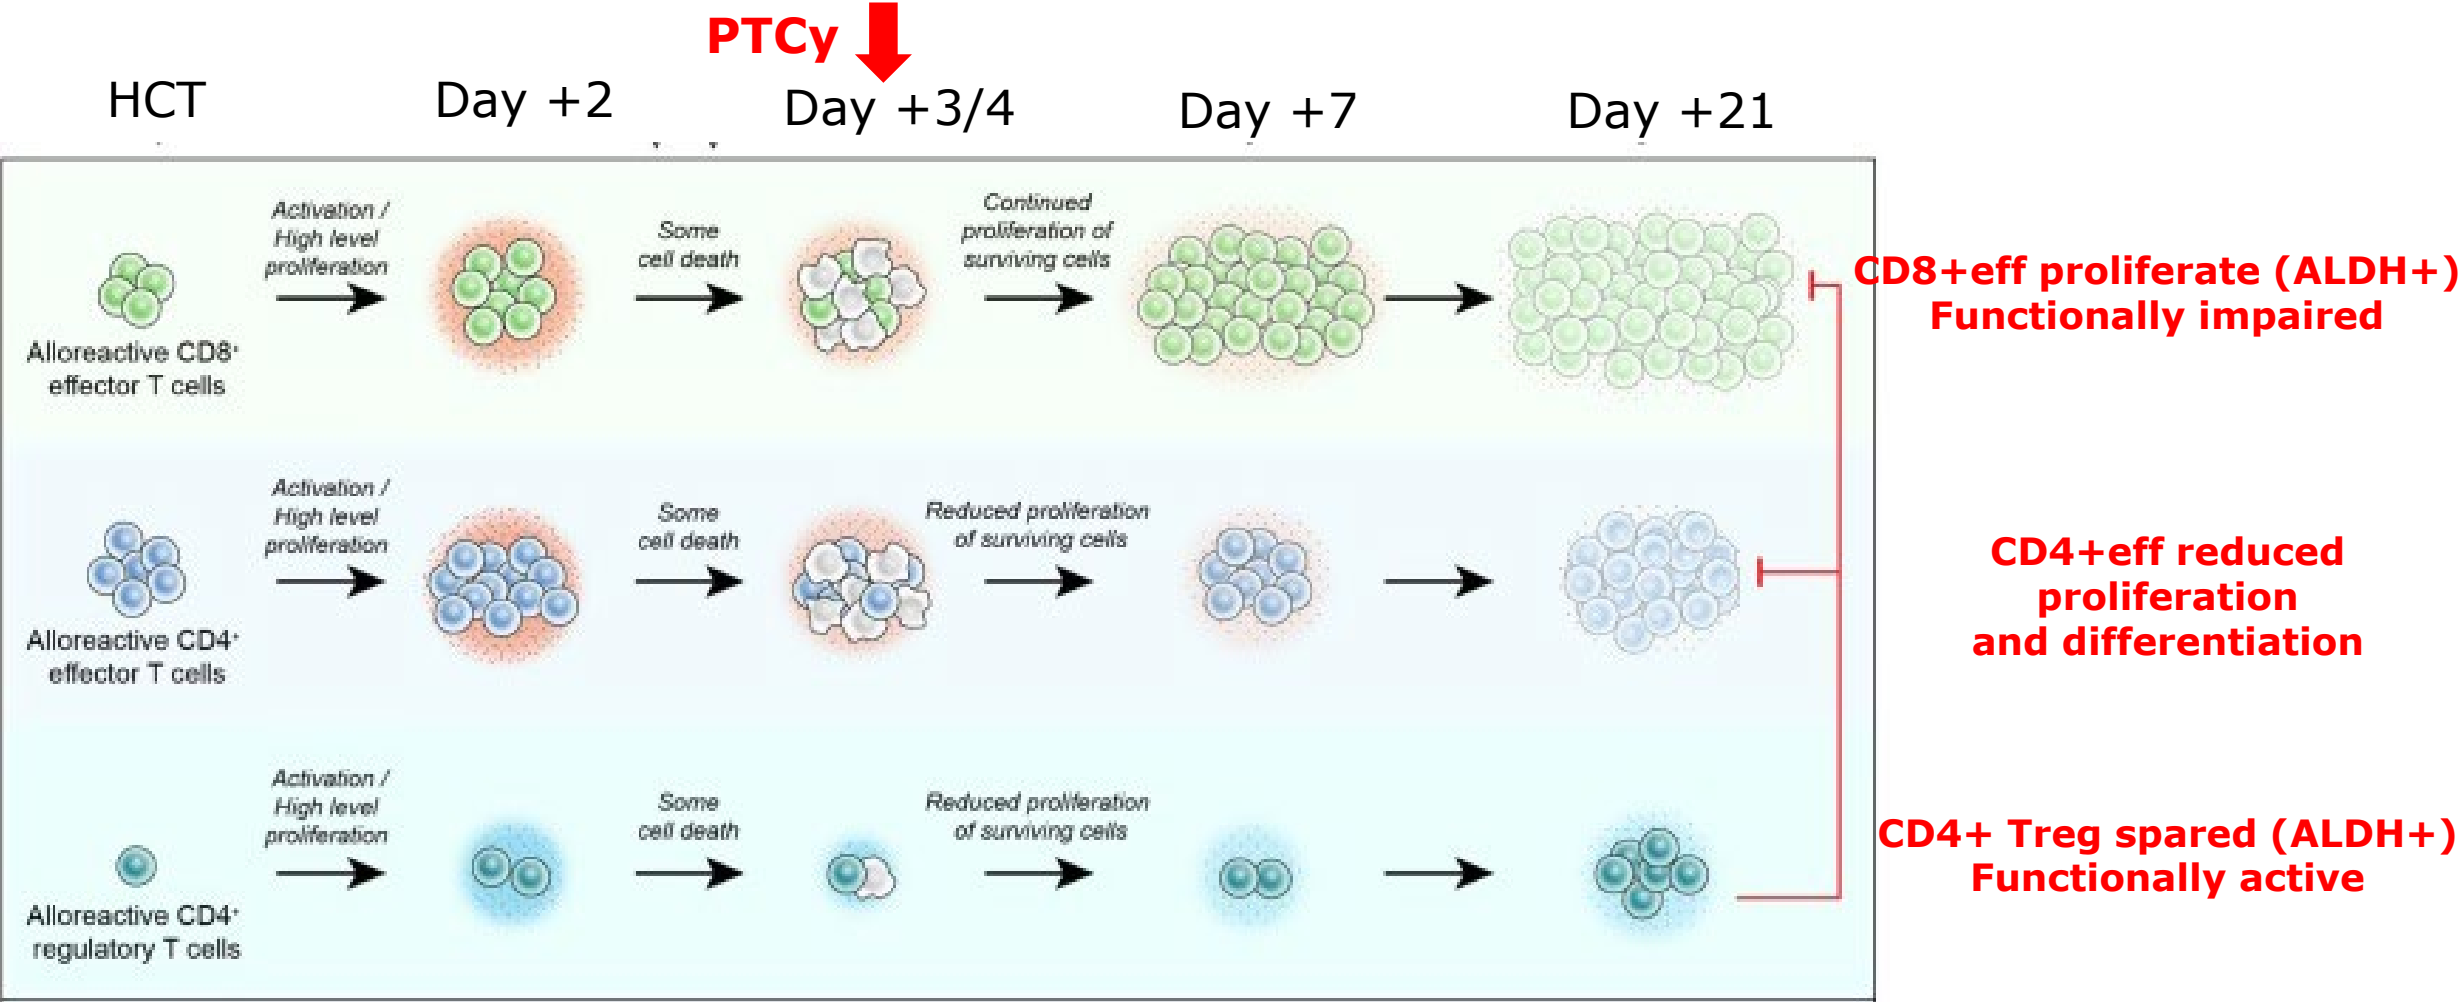 PTCy
HCT
Day +2
Day +3/4
Day +7
Day +21
Activation /
High level
proliferation
Some
cell death
Continued
proliferation of
surviving cells
Alloreactive CD8+
effector T cells
CD8+eff proliferate (ALDH+)
Functionally impaired
Activation /
High level
proliferation
Some
cell death
Reduced proliferation
of surviving cells
Alloreactive CD4+
effector T cells
CD4+eff reduced
proliferation
and differentiation
Activation /
High level
proliferation
Some
cell death
Reduced proliferation
of surviving cells
Alloreactive CD4+
regulatory T cells
CD4+ Treg spared (ALDH+)
Functionally active